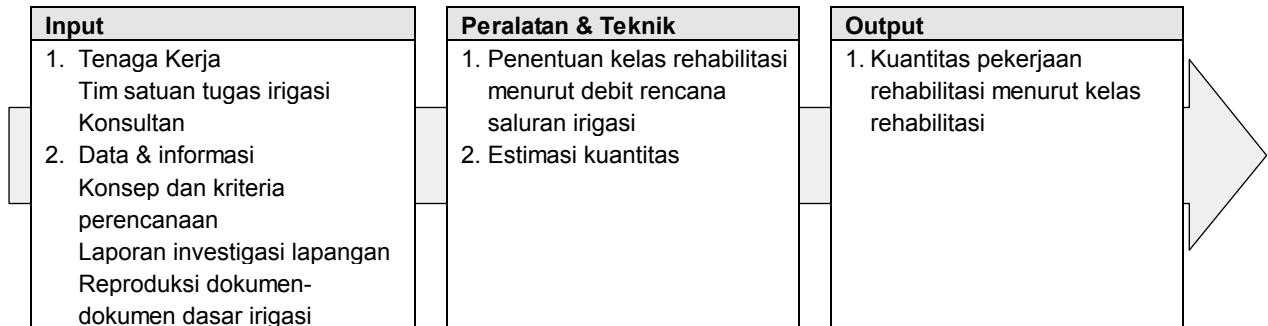 Input
1. Tenaga Kerja
Tim satuan tugas irigasi
Konsultan
2. Data & informasi
Konsep dan kriteria
perencanaan
Laporan investigasi lapangan
Reproduksi dokumen-
dokumen dasar irigasi
Peralatan & Teknik
1. Penentuan kelas rehabilitasi
menurut debit rencana
saluran irigasi
2. Estimasi kuantitas
Output
1. Kuantitas pekerjaan
rehabilitasi menurut kelas
rehabilitasi